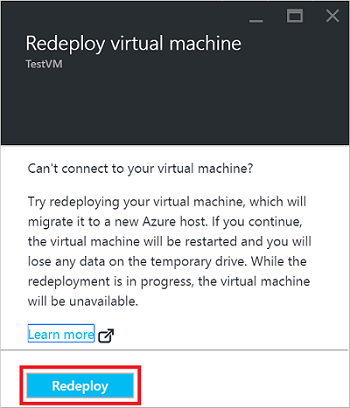 Redeploy virtual machine
TestVM
Can't connect to your virtual machine?
Try redeploying your virtual machine, which will
migrate it to a new Azure host. If you continue,
the virtual machine will be restarted and you will
lose any data on the temporary drive. While the
redeployment is in progress, the virtual machine
will be unavailable.
Learn more
Redeploy